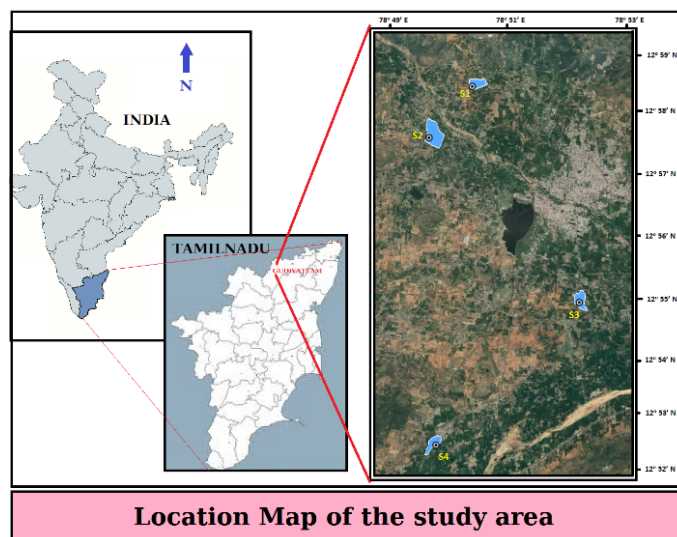 78° 49' E 78° 51' E 78° 53' E
N
INDIA
TAMILNADU
GUDIYATTAM
S1
S2
S3
S4
12° 59' N
12° 58' N
12° 57' N
12° 56' N
12° 55' N
12° 54' N
12° 53' N
12° 52' N
Location Map of the study area